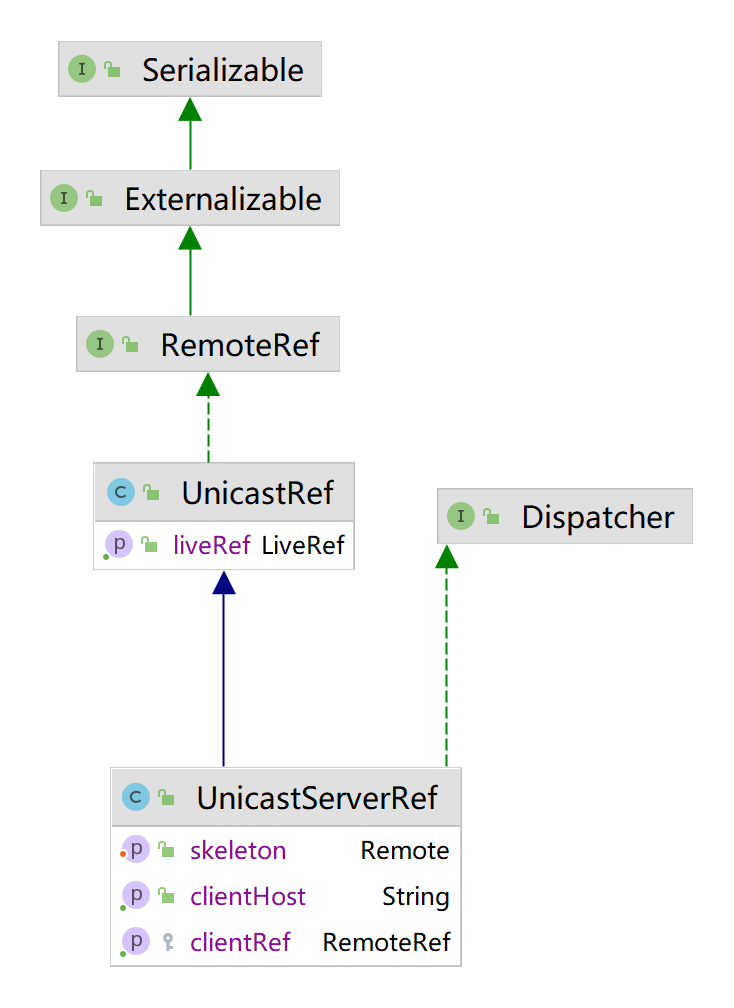 I Serializable
I Externalizable
I RemoteRef
C UnicastRef
p liveRef LiveRef
I Dispatcher
C UnicastServerRef
p skeleton Remote
p clientHost String
p clientRef RemoteRef